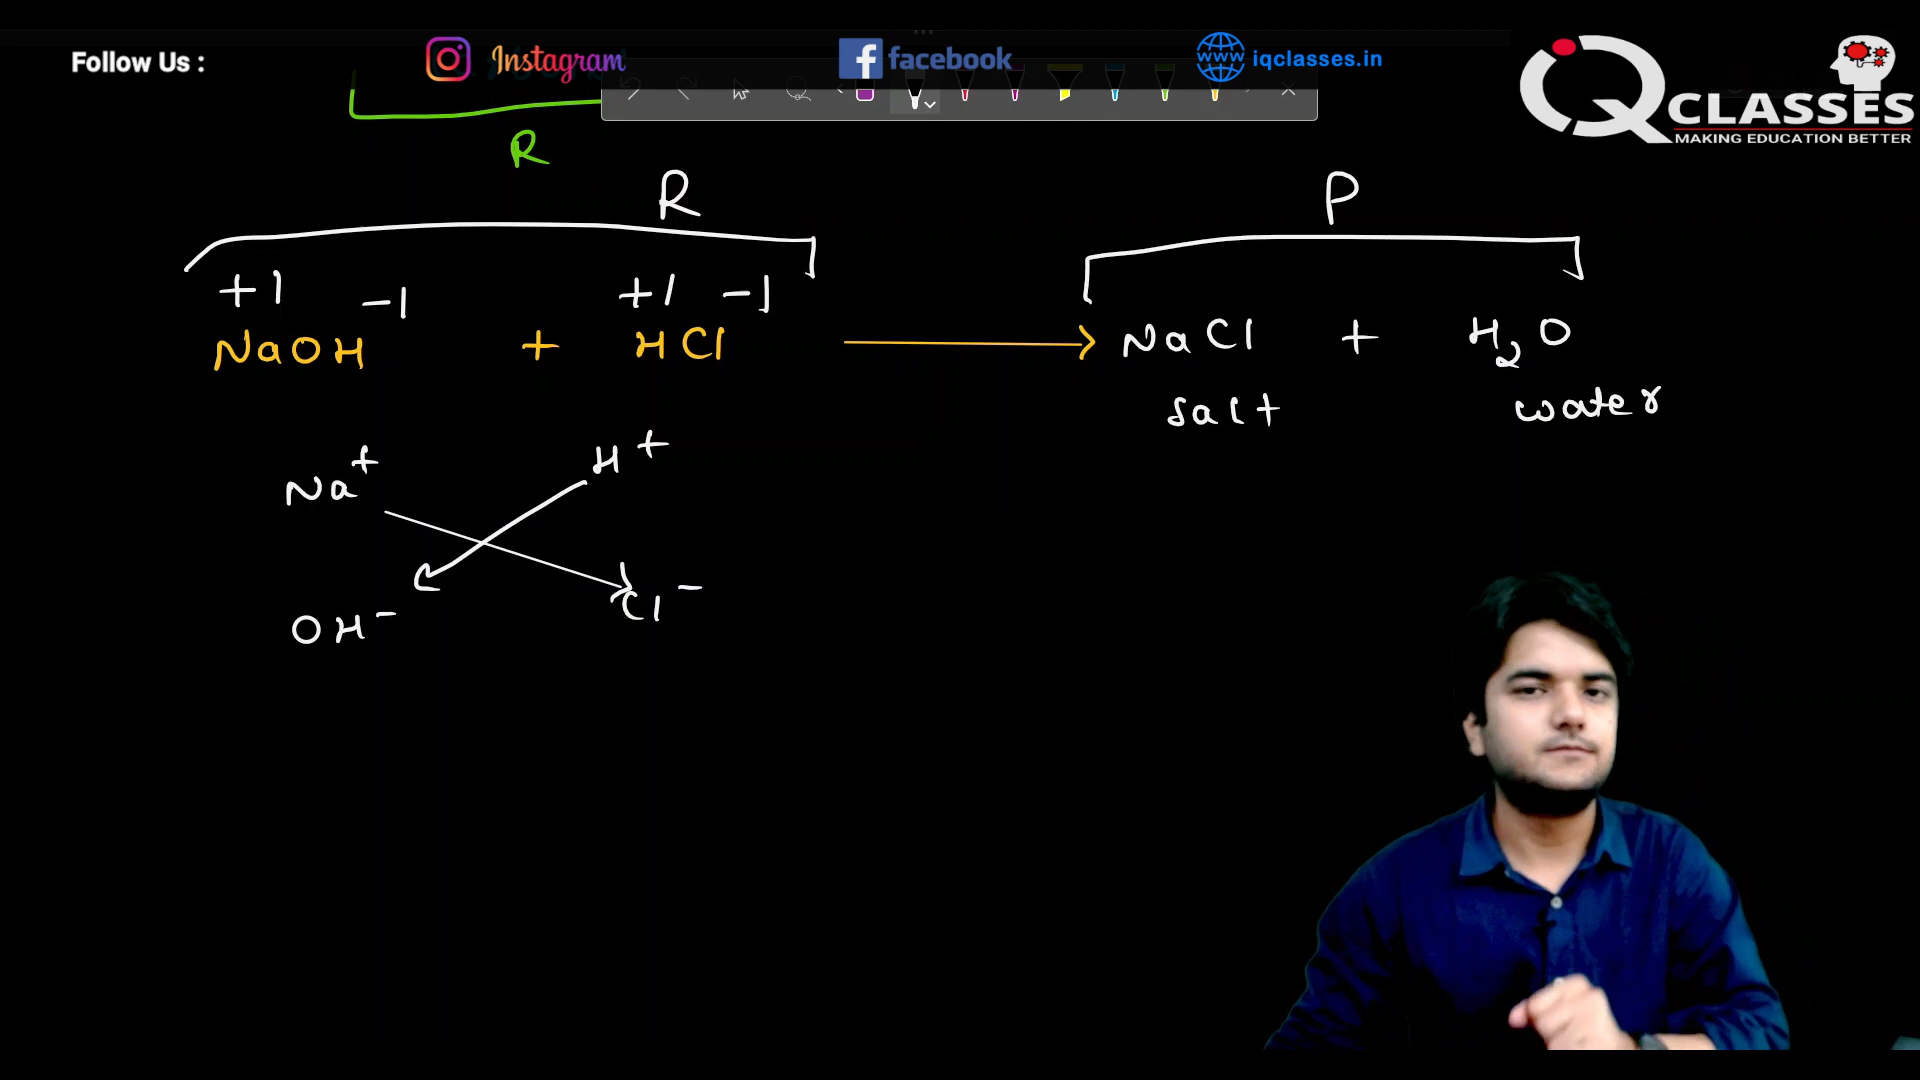 Follow Us :
Instagram
facebook
www iqclasses.in
iQ CLASSES
MAKING EDUCATION BETTER
R
R
P
+1 -1 +1 -1
NaOH + HCl → NaCl + H₂O
salt water
Na⁺ H⁺
OH⁻ Cl⁻